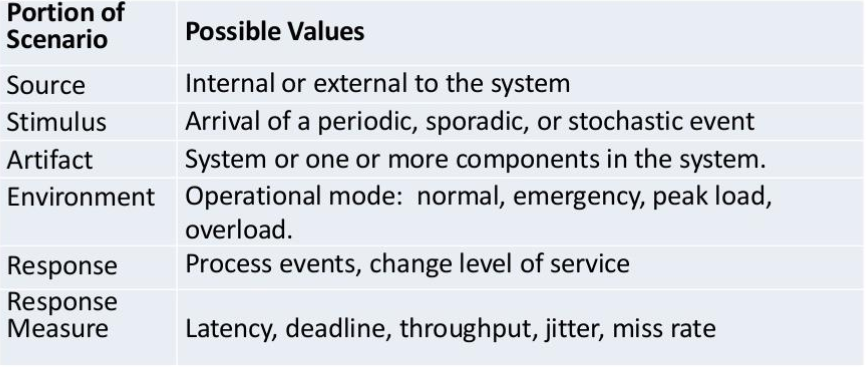 Portion of
Scenario
Possible Values
Source
Internal or external to the system
Stimulus
Arrival of a periodic, sporadic, or stochastic event
Artifact
System or one or more components in the system.
Environment
Operational mode:  normal, emergency, peak load,
overload.
Response
Process events, change level of service
Response
Measure
Latency, deadline, throughput, jitter, miss rate